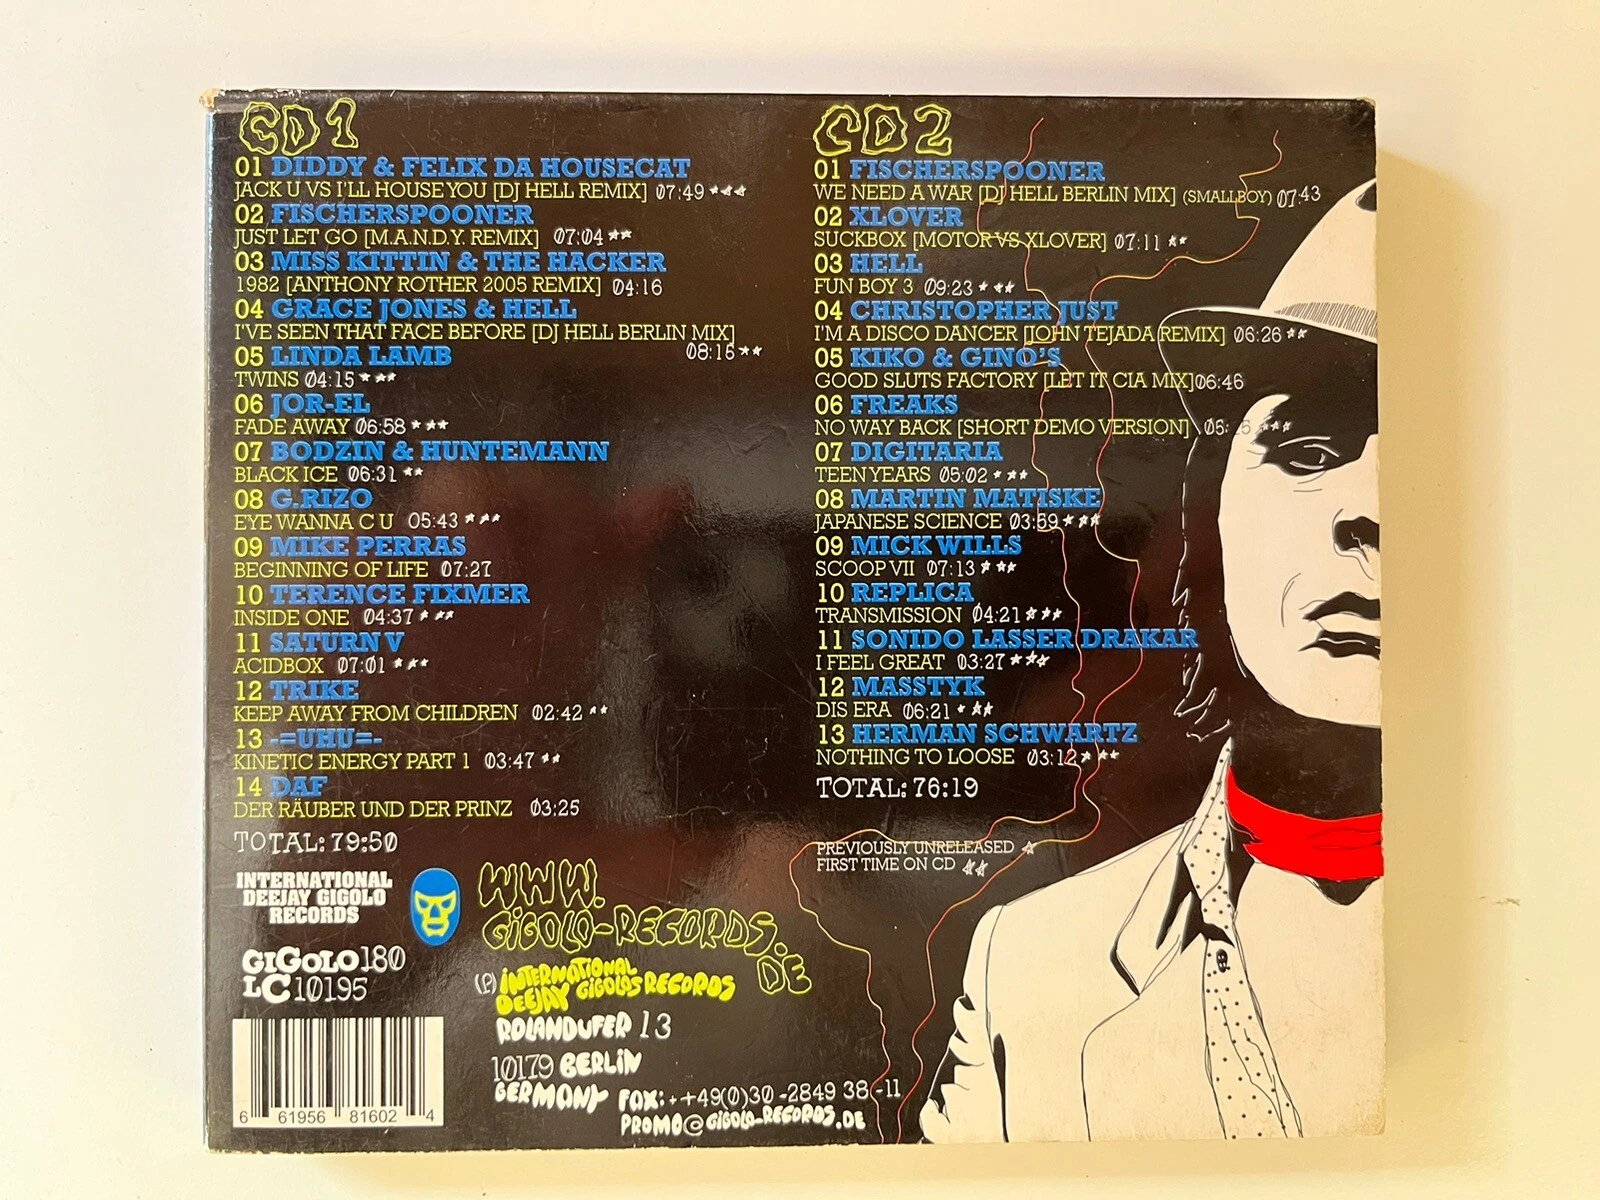 CD1
01 DIDDY & FELIX DA HOUSECAT
JACK U VS I'LL HOUSE YOU [DJ HELL REMIX] 07:49 ***
02 FISCHERSPOONER
JUST LET GO [M.A.N.D.Y. REMIX] 07:04 **
03 MISS KITTIN & THE HACKER
1982 [ANTHONY ROTHER 2005 REMIX] 04:16
04 GRACE JONES & HELL
I'VE SEEN THAT FACE BEFORE [DJ HELL BERLIN MIX]
08:15 **
05 LINDA LAMB
TWINS 04:15 ***
06 JOR-EL
FADE AWAY 06:58 ***
07 BODZIN & HUNTEMANN
BLACK ICE 06:31 **
08 G.RIZO
EYE WANNA C U 05:43 ***
09 MIKE PERRAS
BEGINNING OF LIFE 07:27
10 TERENCE FIXMER
INSIDE ONE 04:37 ***
11 SATURN V
ACIDBOX 07:01 ***
12 TRIKE
KEEP AWAY FROM CHILDREN 02:42 **
13 -=UHU=-
KINETIC ENERGY PART 1 03:47 **
14 DAF
DER RÄUBER UND DER PRINZ 03:25
TOTAL: 79:50
INTERNATIONAL
DEEJAY GIGOLO
RECORDS
GIGOLO 180
LC 10195
6 61956 81602 4
WWW.
GIGOLO-RECORDS.
DE
(P) INTERNATIONAL
DEEJAY GIGOLOS RECORDS
ROLANDUFER 13
10179 BERLIN
GERMANY FAX: ++49(0)30 -2849 38 -11
PROMO@GIGOLO-RECORDS.DE
CD2
01 FISCHERSPOONER
WE NEED A WAR [DJ HELL BERLIN MIX] (SMALLBOY) 07:43
02 XLOVER
SUCKBOX [MOTOR VS XLOVER] 07:11 **
03 HELL
FUN BOY 3 09:23 ***
04 CHRISTOPHER JUST
I'M A DISCO DANCER [JOHN TEJADA REMIX] 06:26 **
05 KIKO & GINO'S
GOOD SLUTS FACTORY [LET IT CIA MIX] 06:46
06 FREAKS
NO WAY BACK [SHORT DEMO VERSION] ***
07 DIGITARIA
TEEN YEARS 05:02 ***
08 MARTIN MATISKE
JAPANESE SCIENCE 03:59 ***
09 MICK WILLS
SCOOP VII 07:13 ***
10 REPLICA
TRANSMISSION 04:21 ***
11 SONIDO LASSER DRAKAR
I FEEL GREAT 03:27 ***
12 MASSTYK
DIS ERA 06:21 ***
13 HERMAN SCHWARTZ
NOTHING TO LOOSE 03:12 ***
TOTAL: 76:19
PREVIOUSLY UNRELEASED *
FIRST TIME ON CD **